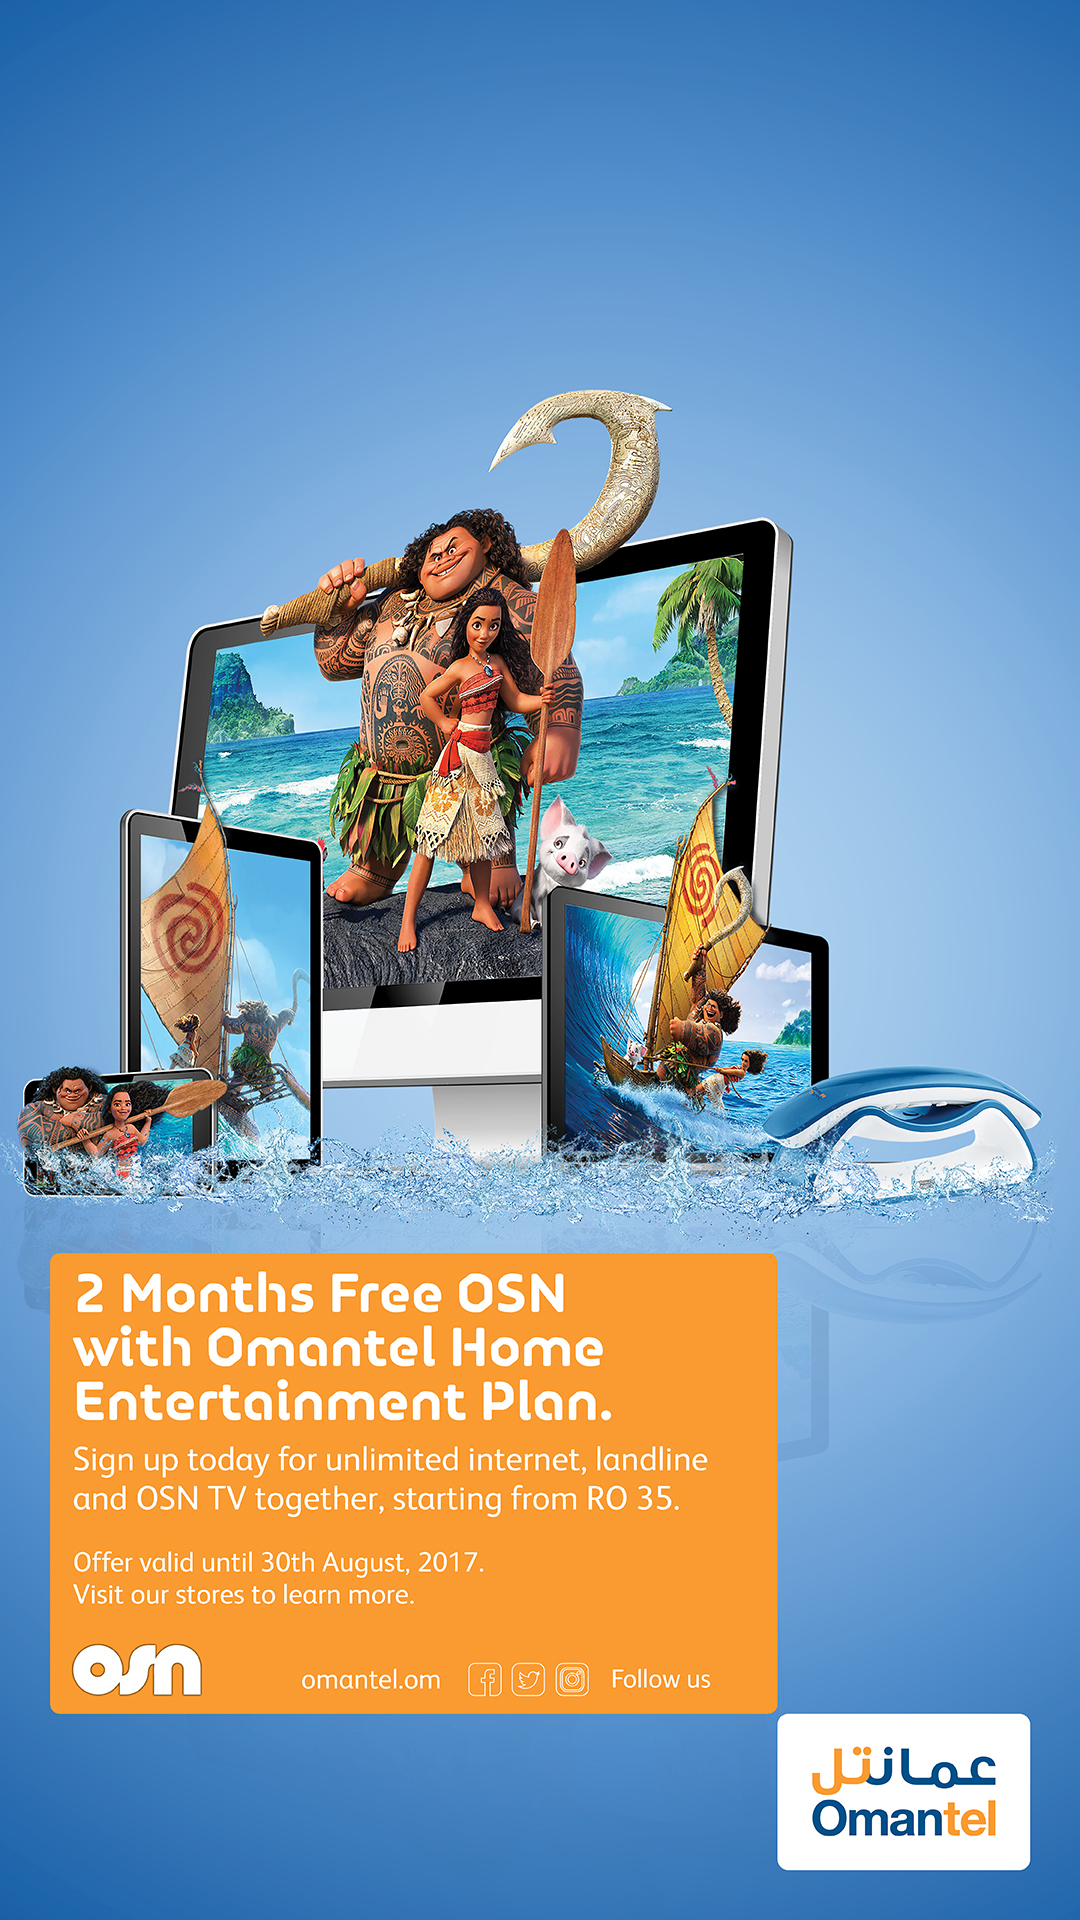 2 Months Free OSN
with Omantel Home
Entertainment Plan.
Sign up today for unlimited internet, landline
and OSN TV together, starting from RO 35.
Offer valid until 30th August, 2017.
Visit our stores to learn more.
osn
omantel.om
Follow us
عمانتل
Omantel